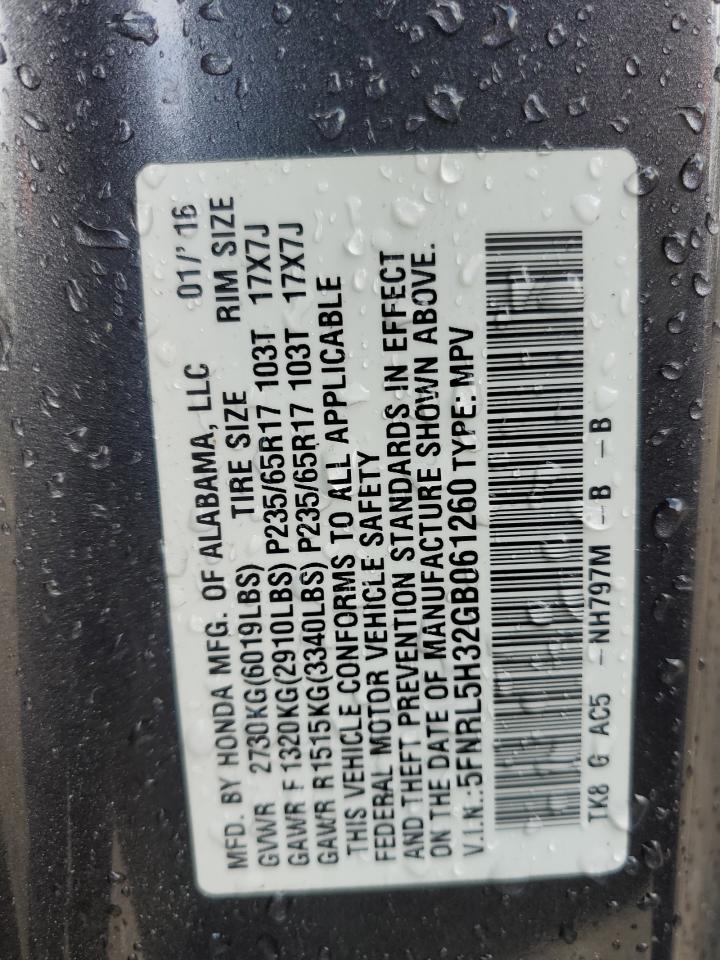 MFD. BY HONDA MFG. OF ALABAMA, LLC 01/'16
GVWR 2730KG(6019LBS) TIRE SIZE RIM SIZE
GAWR F 1320KG(2910LBS) P235/65R17 103T 17X7J
GAWR R1515KG(3340LBS) P235/65R17 103T 17X7J
THIS VEHICLE CONFORMS TO ALL APPLICABLE
FEDERAL MOTOR VEHICLE SAFETY
AND THEFT PREVENTION STANDARDS IN EFFECT
ON THE DATE OF MANUFACTURE SHOWN ABOVE.
V.I.N.:5FNRL5H32GB061260 TYPE: MPV
TK8 G AC5 -NH797M -B -B